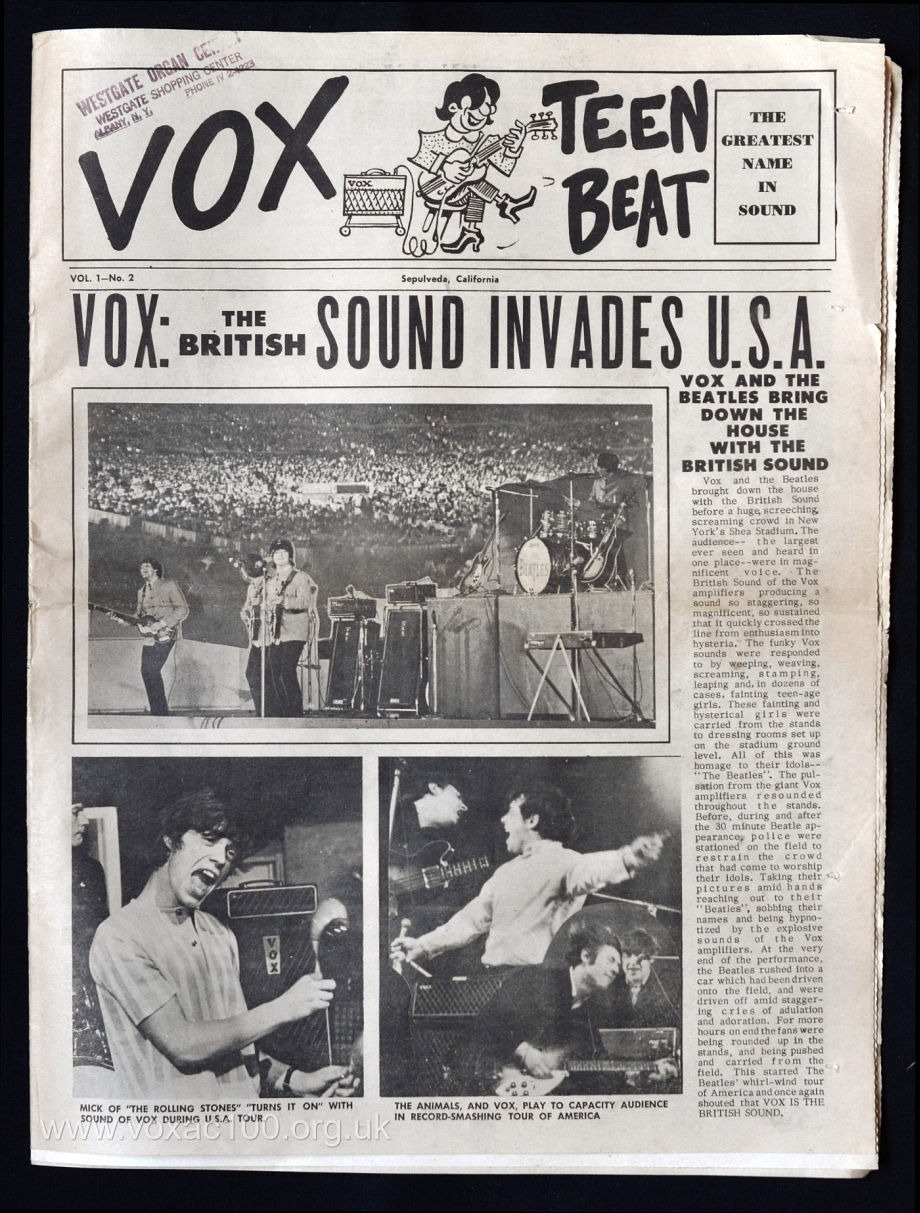 WESTGATE ORGAN
WESTGATE SHOPPING CENTER
ALBANY, N. Y.
PHONE IV
VOX
VOX
TEEN
BEAT
THE
GREATEST
NAME
IN
SOUND
VOL. 1—No. 2
Sepulveda, California
VOX: THE BRITISH SOUND INVADES U.S.A.
VOX AND THE
BEATLES BRING
DOWN THE
HOUSE
WITH THE
BRITISH SOUND
Vox and the Beatles
brought down the house
with the British Sound
before a huge, screeching,
screaming crowd in New
York's Shea Stadium. The
audience-- the largest
ever seen and heard in
one place--were in mag-
nificent voice. The
British Sound of the Vox
amplifiers producing a
sound so staggering, so
magnificent, so sustained
that it quickly crossed the
line from enthusiasm into
hysteria. The funky Vox
sounds were responded
to by weeping, weaving,
screaming, stamping,
leaping and, in dozens of
cases, fainting teen-age
girls. These fainting and
hysterical girls were
carried from the stands
to dressing rooms set up
on the stadium ground
level. All of this was
homage to their idols--
"The Beatles". The pul-
sation from the giant Vox
amplifiers resounded
throughout the stands.
Before, during and after
the 30 minute Beatle ap-
pearance, police were
stationed on the field to
restrain the crowd
that had come to worship
their idols. Taking their
pictures amid hands
reaching out to their
"Beatles", sobbing their
names and being hypno-
tized by the explosive
sounds of the Vox
amplifiers. At the very
end of the performance,
the Beatles rushed into a
car which had been driven
onto the field, and were
driven off amid stagger-
ing cries of adulation
and adoration. For more
hours on end the fans were
being rounded up in the
stands, and being pushed
and carried from the
field. This started The
Beatles' whirl-wind tour
of America and once again
shouted that VOX IS THE
BRITISH SOUND.
THE
BEATLES
VOX
MICK OF "THE ROLLING STONES" "TURNS IT ON" WITH
SOUND OF VOX DURING U.S.A. TOUR.
THE ANIMALS, AND VOX, PLAY TO CAPACITY AUDIENCE
IN RECORD-SMASHING TOUR OF AMERICA
www.voxac100.org.uk